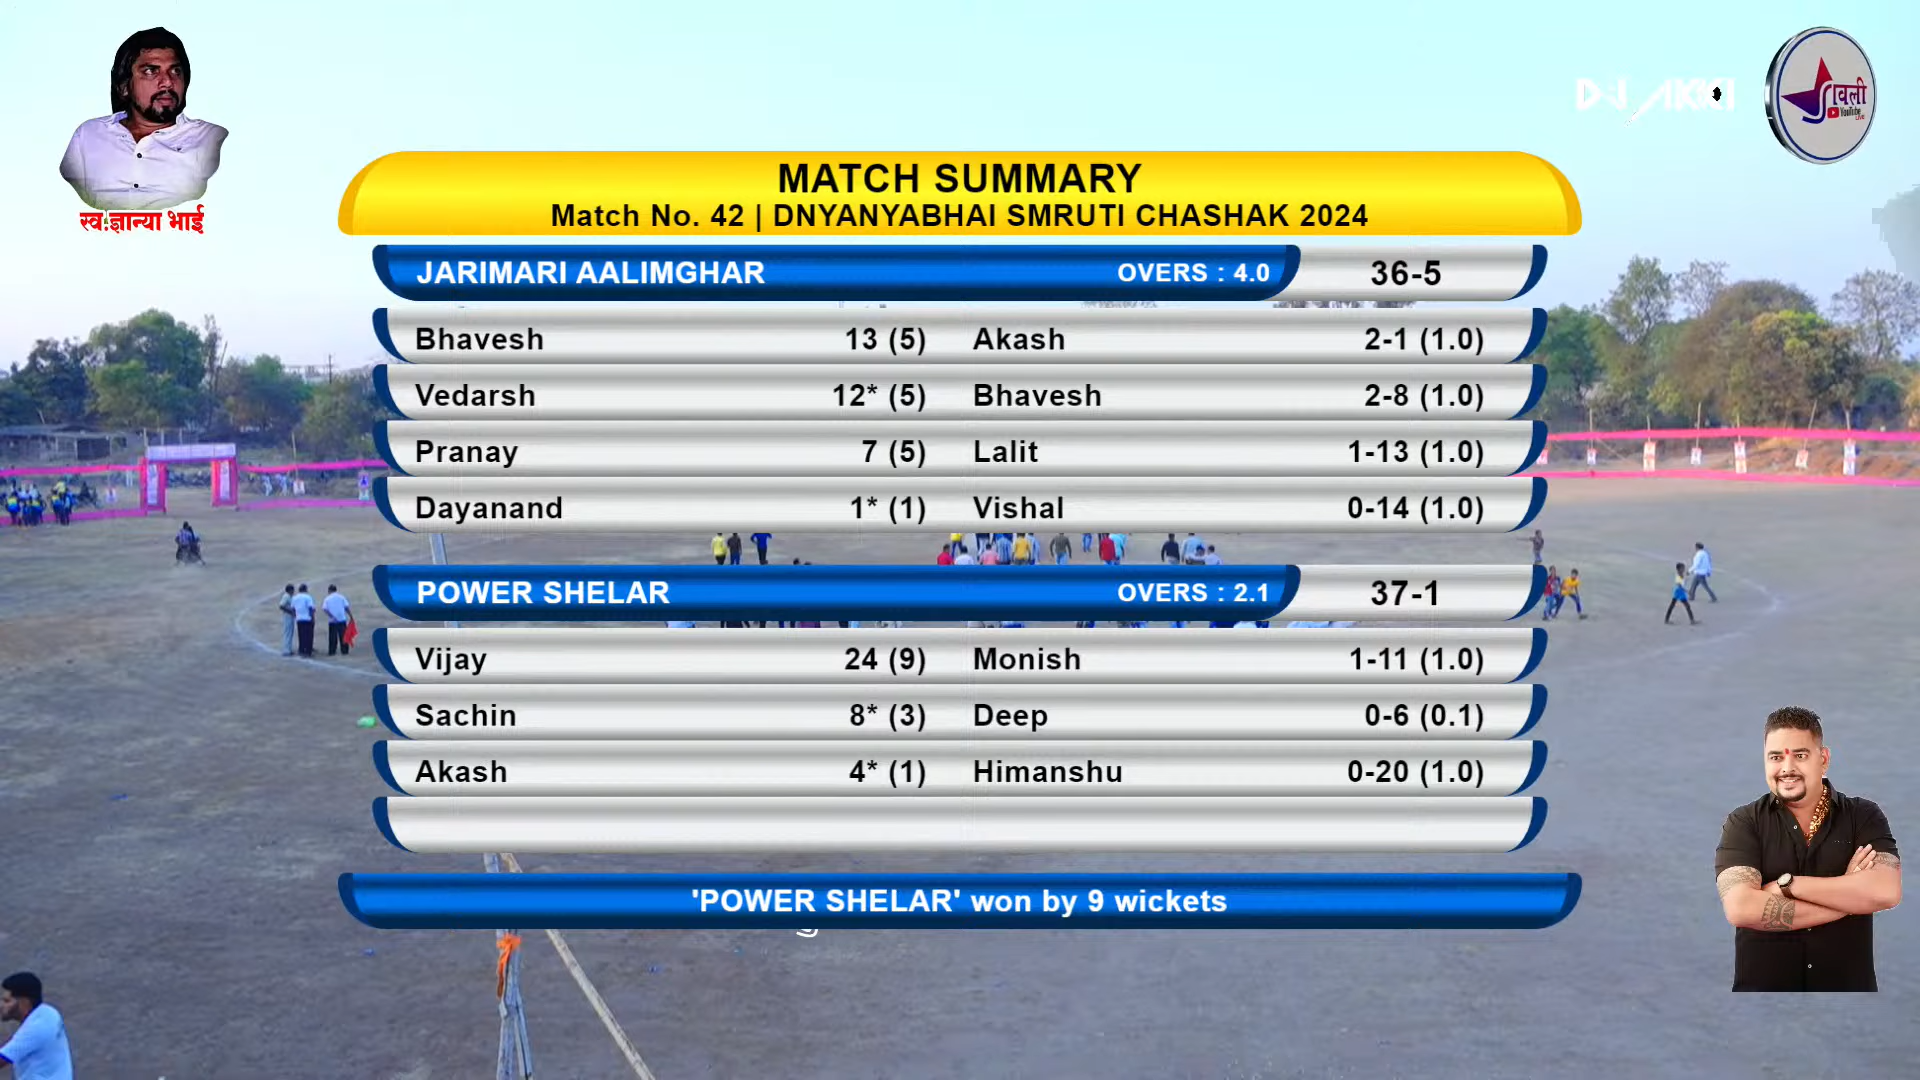 DJ AKKI
स्व.ज्ञान्या भाई
YouTube
LIVE
MATCH SUMMARY
Match No. 42 | DNYANYABHAI SMRUTI CHASHAK 2024
JARIMARI AALIMGHAR OVERS : 4.0 36-5
Bhavesh 13 (5) Akash 2-1 (1.0)
Vedarsh 12* (5) Bhavesh 2-8 (1.0)
Pranay 7 (5) Lalit 1-13 (1.0)
Dayanand 1* (1) Vishal 0-14 (1.0)
POWER SHELAR OVERS : 2.1 37-1
Vijay 24 (9) Monish 1-11 (1.0)
Sachin 8* (3) Deep 0-6 (0.1)
Akash 4* (1) Himanshu 0-20 (1.0)
'POWER SHELAR' won by 9 wickets